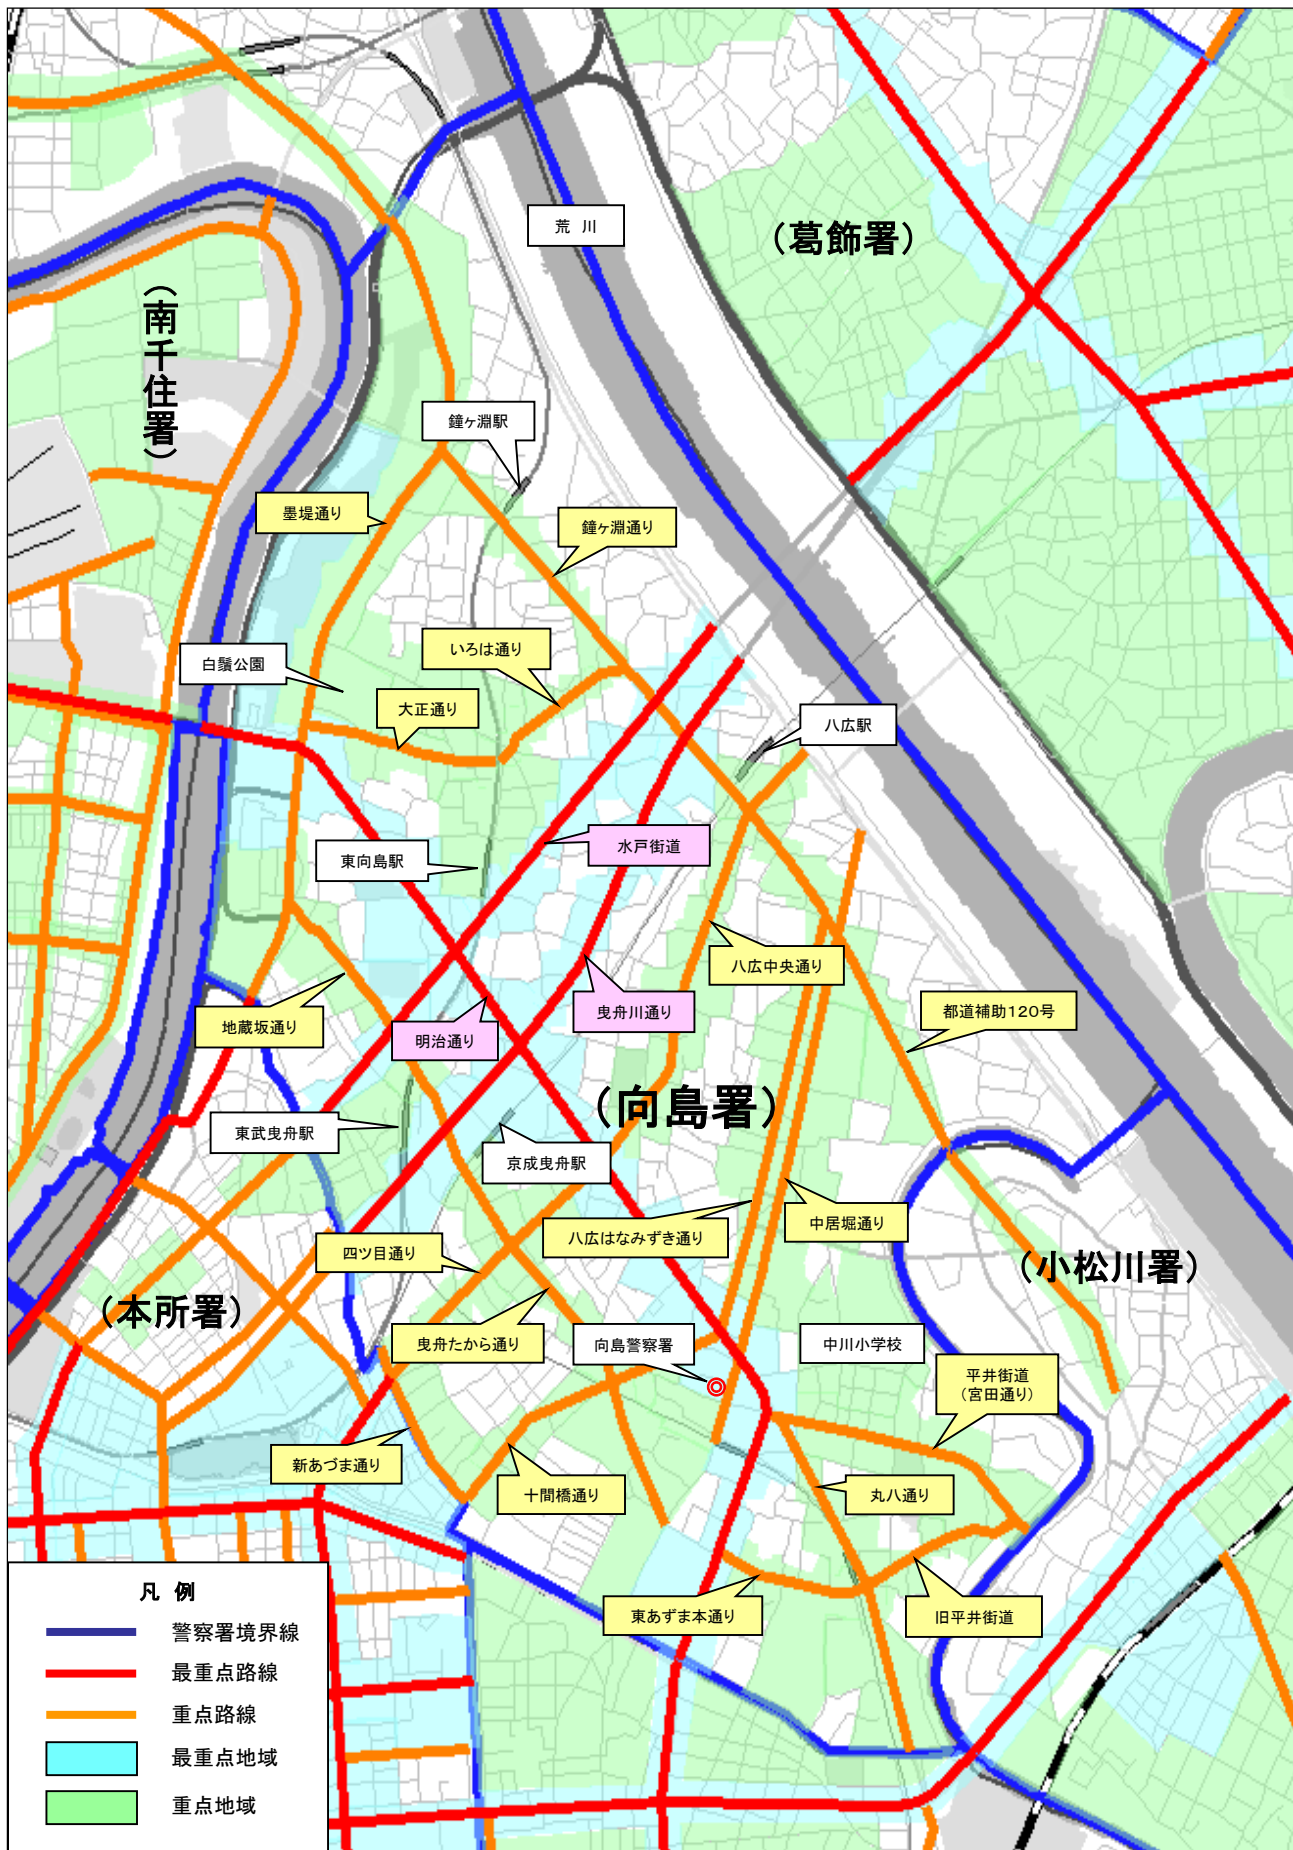 荒 川
（葛飾署）
（南千住署）
鐘ヶ淵駅
墨堤通り
鐘ヶ淵通り
いろは通り
白鬚公園
大正通り
八広駅
水戸街道
東向島駅
八広中央通り
地蔵坂通り
曳舟川通り
都道補助120号
明治通り
（向島署）
東武曳舟駅
京成曳舟駅
中居堀通り
八広はなみずき通り
四ツ目通り
（小松川署）
（本所署）
曳舟たから通り
向島警察署
中川小学校
平井街道
（宮田通り）
新あづま通り
十間橋通り
丸八通り
東あずま本通り
旧平井街道
凡 例
警察署境界線
最重点路線
重点路線
最重点地域
重点地域